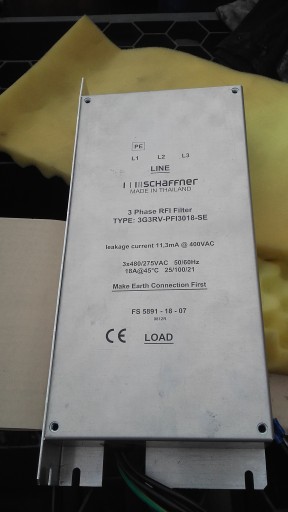 PE
L1 L2 L3
LINE
SCHAFFNER
MADE IN THAILAND
3 Phase RFI Filter
TYPE: 3G3RV-PFI3018-SE
leakage current 11,3mA @ 400VAC
3x480/275VAC 50/60Hz
18A@45°C 25/100/21
Make Earth Connection First
FS 5891 - 18 - 07
CE LOAD